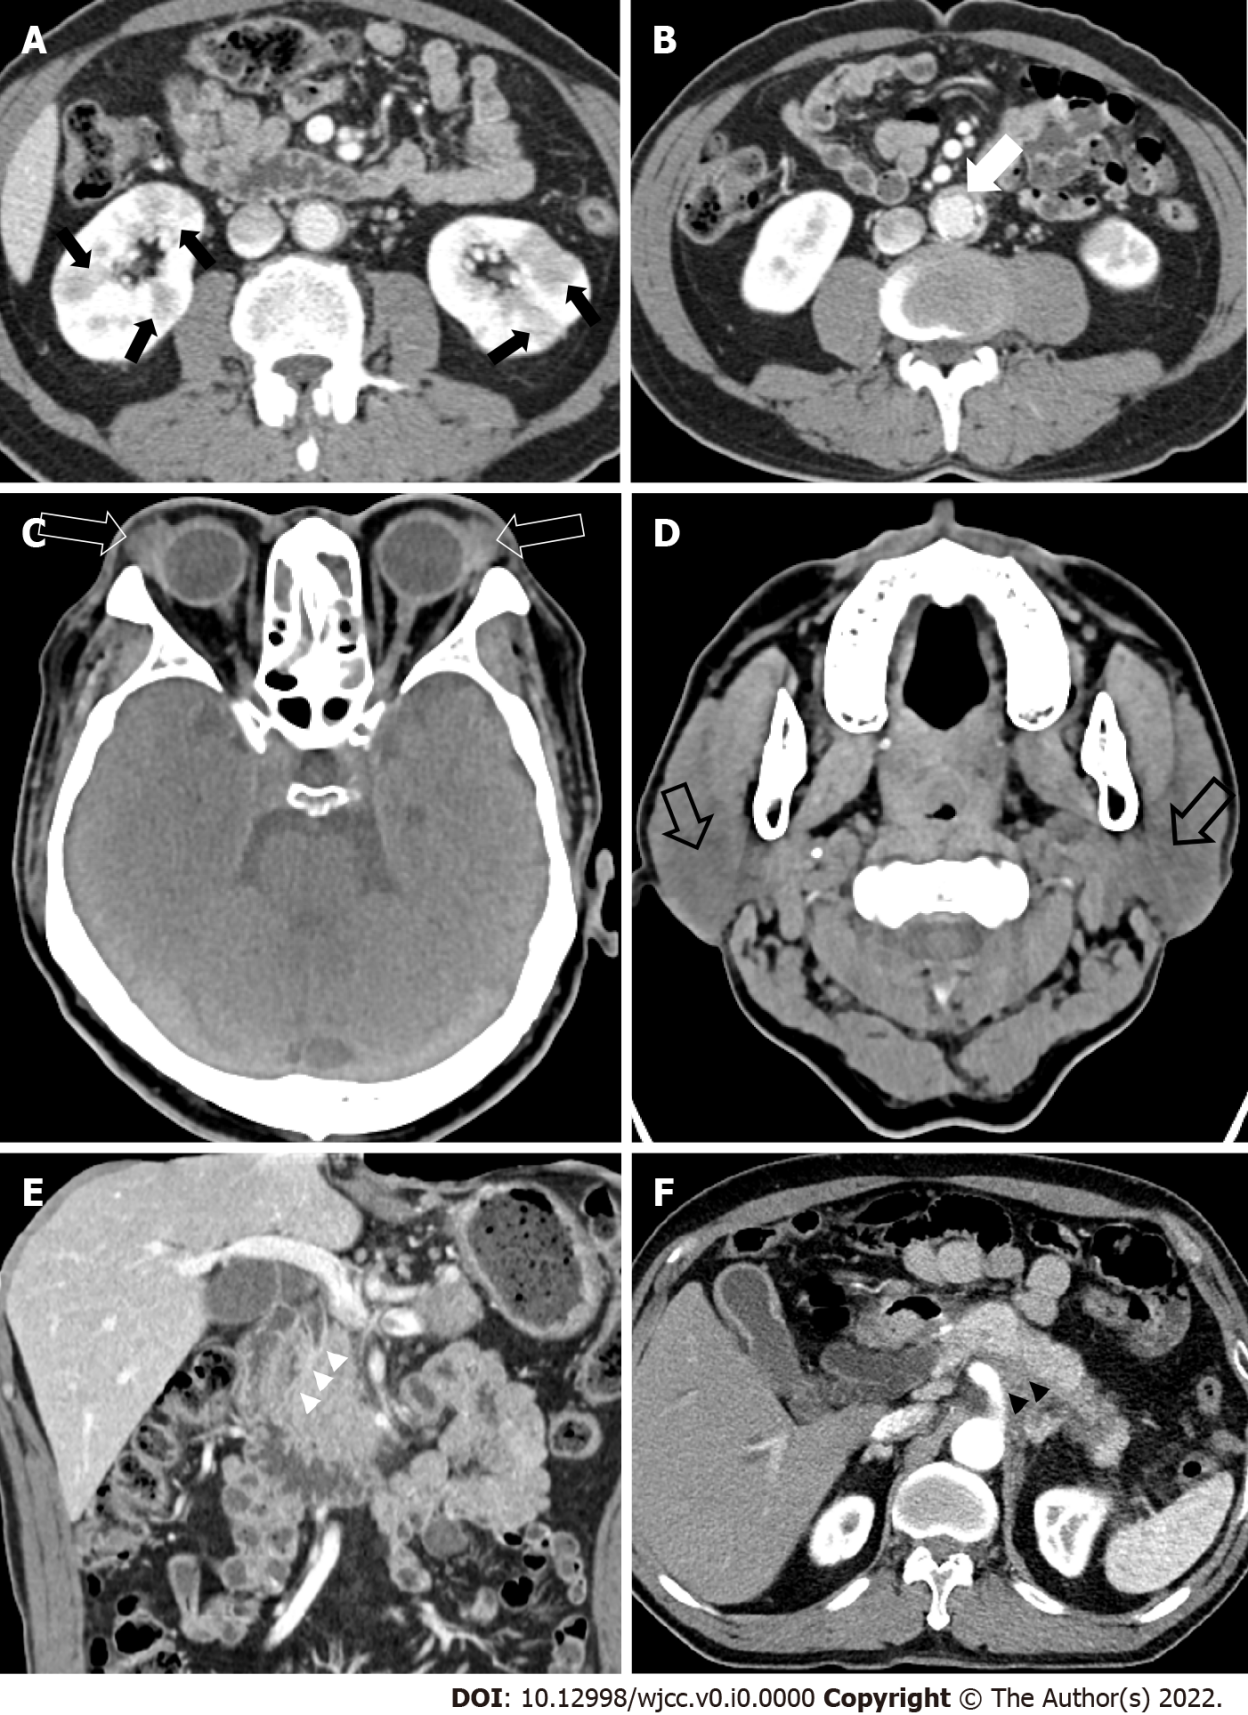 A
B
C
D
E
F
DOI: 10.12998/wjcc.v0.i0.0000 Copyright © The Author(s) 2022.